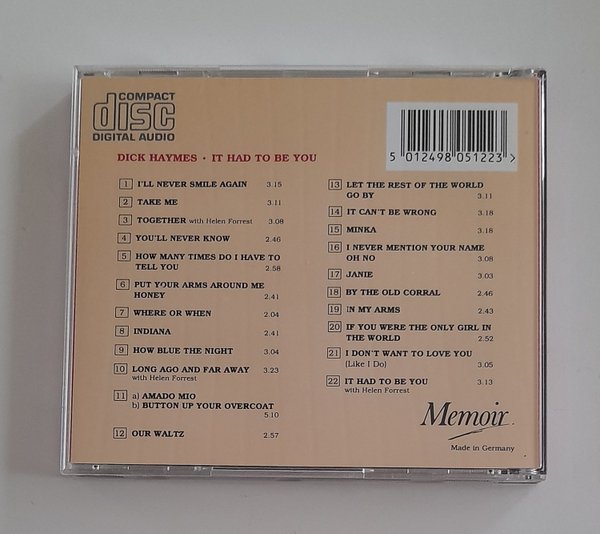 COMPACT
disc
DIGITAL AUDIO
5 012498 051223 >
DICK HAYMES · IT HAD TO BE YOU
1 I'LL NEVER SMILE AGAIN 3.15
2 TAKE ME 3.11
3 TOGETHER with Helen Forrest 3.08
4 YOU'LL NEVER KNOW 2.46
5 HOW MANY TIMES DO I HAVE TO
TELL YOU 2.58
6 PUT YOUR ARMS AROUND ME
HONEY 2.41
7 WHERE OR WHEN 2.04
8 INDIANA 2.41
9 HOW BLUE THE NIGHT 3.04
10 LONG AGO AND FAR AWAY 3.23
with Helen Forrest
11 a) AMADO MIO
b) BUTTON UP YOUR OVERCOAT
5.10
12 OUR WALTZ 2.57
13 LET THE REST OF THE WORLD
GO BY 3.11
14 IT CAN'T BE WRONG 3.18
15 MINKA 3.18
16 I NEVER MENTION YOUR NAME
OH NO 3.08
17 JANIE 3.03
18 BY THE OLD CORRAL 2.46
19 IN MY ARMS 2.43
20 IF YOU WERE THE ONLY GIRL IN
THE WORLD 2.52
21 I DON'T WANT TO LOVE YOU
(Like I Do) 3.05
22 IT HAD TO BE YOU 3.13
with Helen Forrest
Memoir
Made in Germany